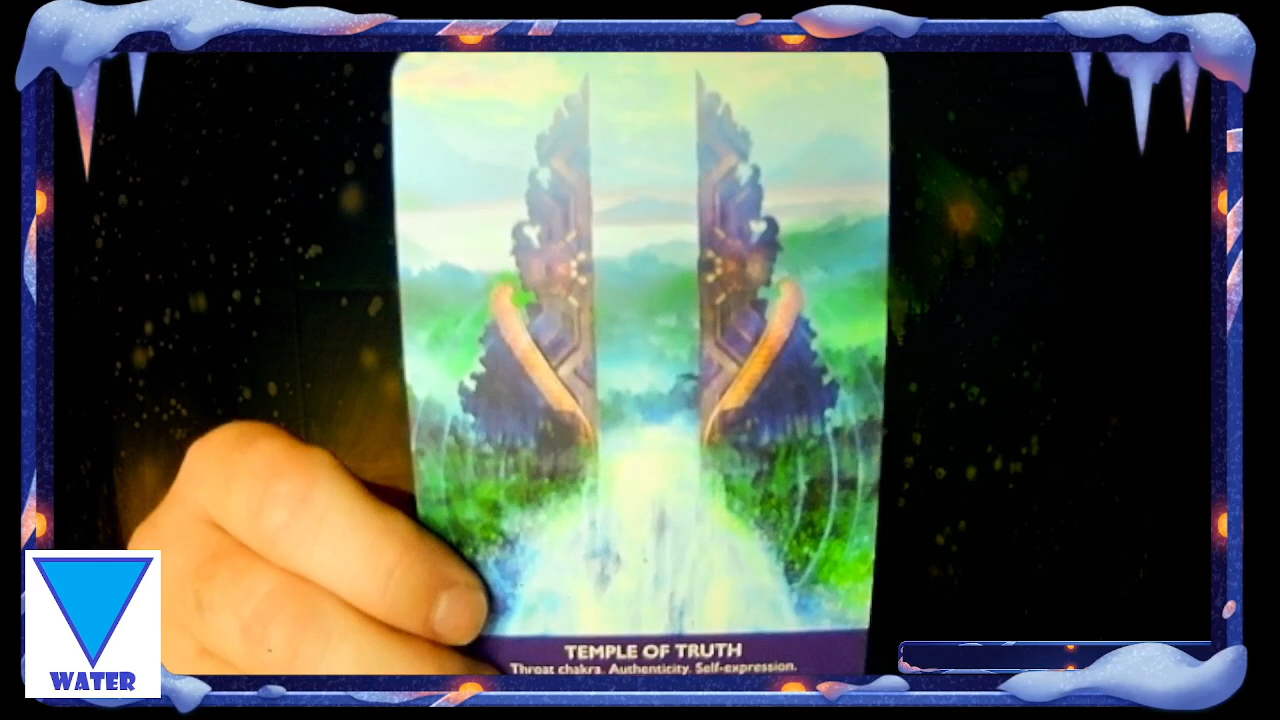 TEMPLE OF TRUTH
Throat chakra. Authenticity. Self-expression.
WATER